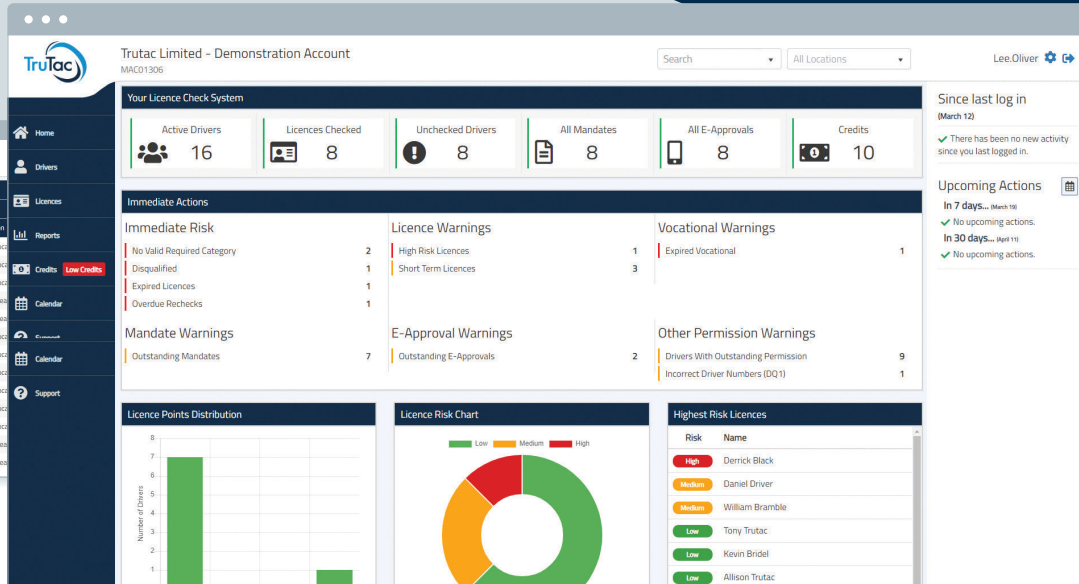 TruTac
Trutac Limited - Demonstration Account
MAC01306
Search
All Locations
Lee.Oliver
Home
Drivers
Licences
Reports
Credits Low Credits
Calendar
Support
Calendar
Support
Your Licence Check System
Active Drivers
16
Licences Checked
8
Unchecked Drivers
8
All Mandates
8
All E-Approvals
8
Credits
10
Immediate Actions
Immediate Risk
No Valid Required Category 2
Disqualified 1
Expired Licences 1
Overdue Rechecks 1
Licence Warnings
High Risk Licences 1
Short Term Licences 3
Vocational Warnings
Expired Vocational 1
Mandate Warnings
Outstanding Mandates 7
E-Approval Warnings
Outstanding E-Approvals 2
Other Permission Warnings
Drivers With Outstanding Permission 9
Incorrect Driver Numbers (DQ1) 1
Licence Points Distribution
8
7
6
5
4
3
2
1
Number of Drivers
Licence Risk Chart
Low Medium High
Highest Risk Licences
Risk Name
High Derrick Black
Medium Daniel Driver
Medium William Bramble
Low Tony Trutac
Low Kevin Bridel
Low Allison Trutac
Since last log in
(March 12)
There has been no new activity
since you last logged in.
Upcoming Actions
In 7 days... (March 19)
No upcoming actions.
In 30 days... (April 11)
No upcoming actions.